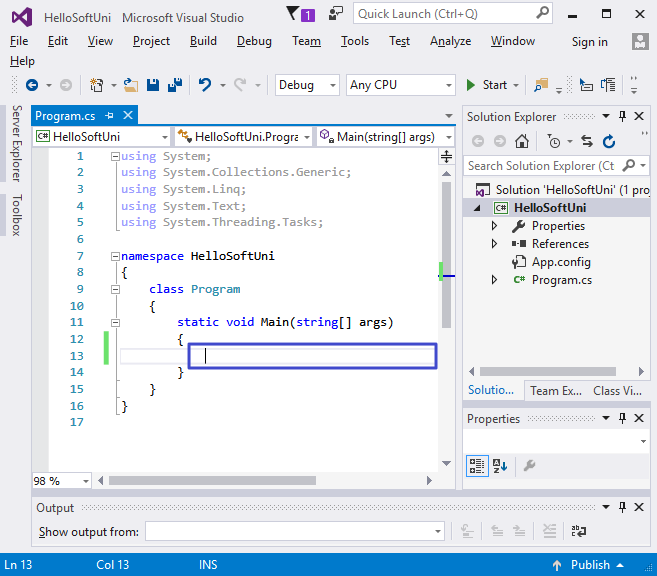 HelloSoftUni - Microsoft Visual Studio
1
Quick Launch (Ctrl+Q)
File Edit View Project Build Debug Team Tools Test Analyze Window Sign in
Help
Debug Any CPU Start
Server Explorer
Toolbox
Program.cs
HelloSoftUni HelloSoftUni.Progra Main(string[] args)
1 using System;
2 using System.Collections.Generic;
3 using System.Linq;
4 using System.Text;
5 using System.Threading.Tasks;
6
7 namespace HelloSoftUni
8 {
9 class Program
10 {
11 static void Main(string[] args)
12 {
13
14 }
15 }
16 }
17
98 %
Solution Explorer
Search Solution Explorer (Ct
Solution 'HelloSoftUni' (1 proj
C# HelloSoftUni
Properties
References
App.config
C# Program.cs
Solutio... Team Ex... Class Vi...
Properties
Output
Show output from:
Ln 13 Col 13 INS Publish